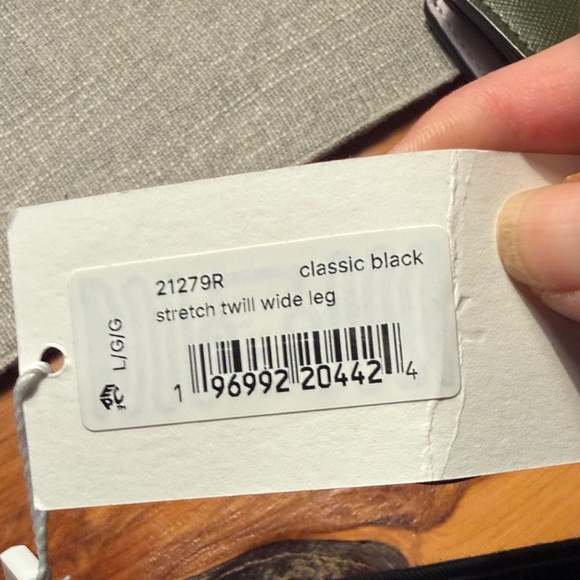 21279R classic black
stretch twill wide leg
L/G/G
1 96992 20442 4